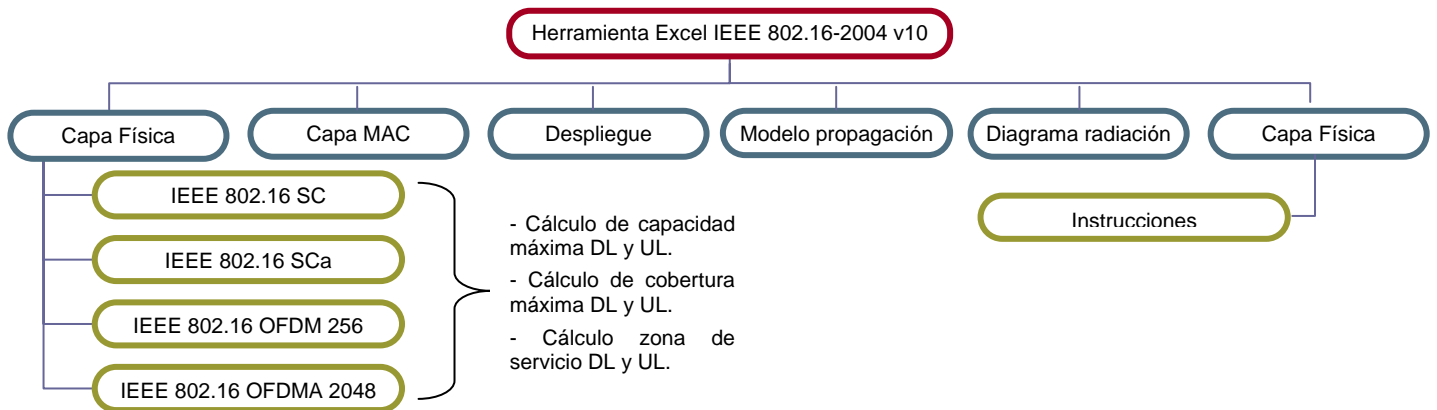 Herramienta Excel IEEE 802.16-2004 v10
Capa Física
Capa MAC
Despliegue
Modelo propagación
Diagrama radiación
Capa Física
IEEE 802.16 SC
IEEE 802.16 SCa
IEEE 802.16 OFDM 256
IEEE 802.16 OFDMA 2048
- Cálculo de capacidad
máxima DL y UL.
- Cálculo de cobertura
máxima DL y UL.
- Cálculo zona de
servicio DL y UL.
Instrucciones